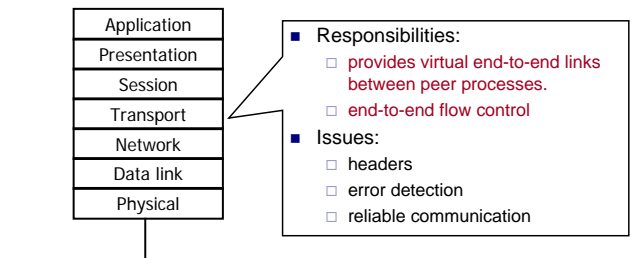 Application
Presentation
Session
Transport
Network
Data link
Physical
Responsibilities:
provides virtual end-to-end links
between peer processes.
end-to-end flow control
Issues:
headers
error detection
reliable communication